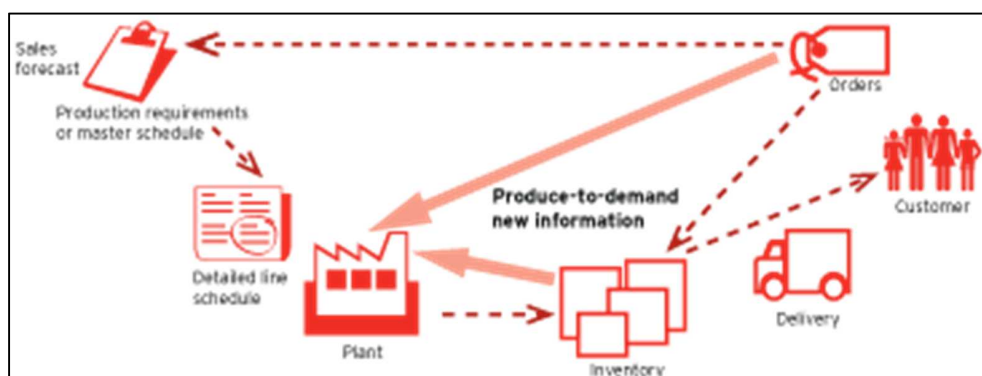 Sales
forecast
Production requirements
or master schedule
Orders
Customer
Produce-to-demand
new information
Detailed line
schedule
Plant
Inventory
Delivery